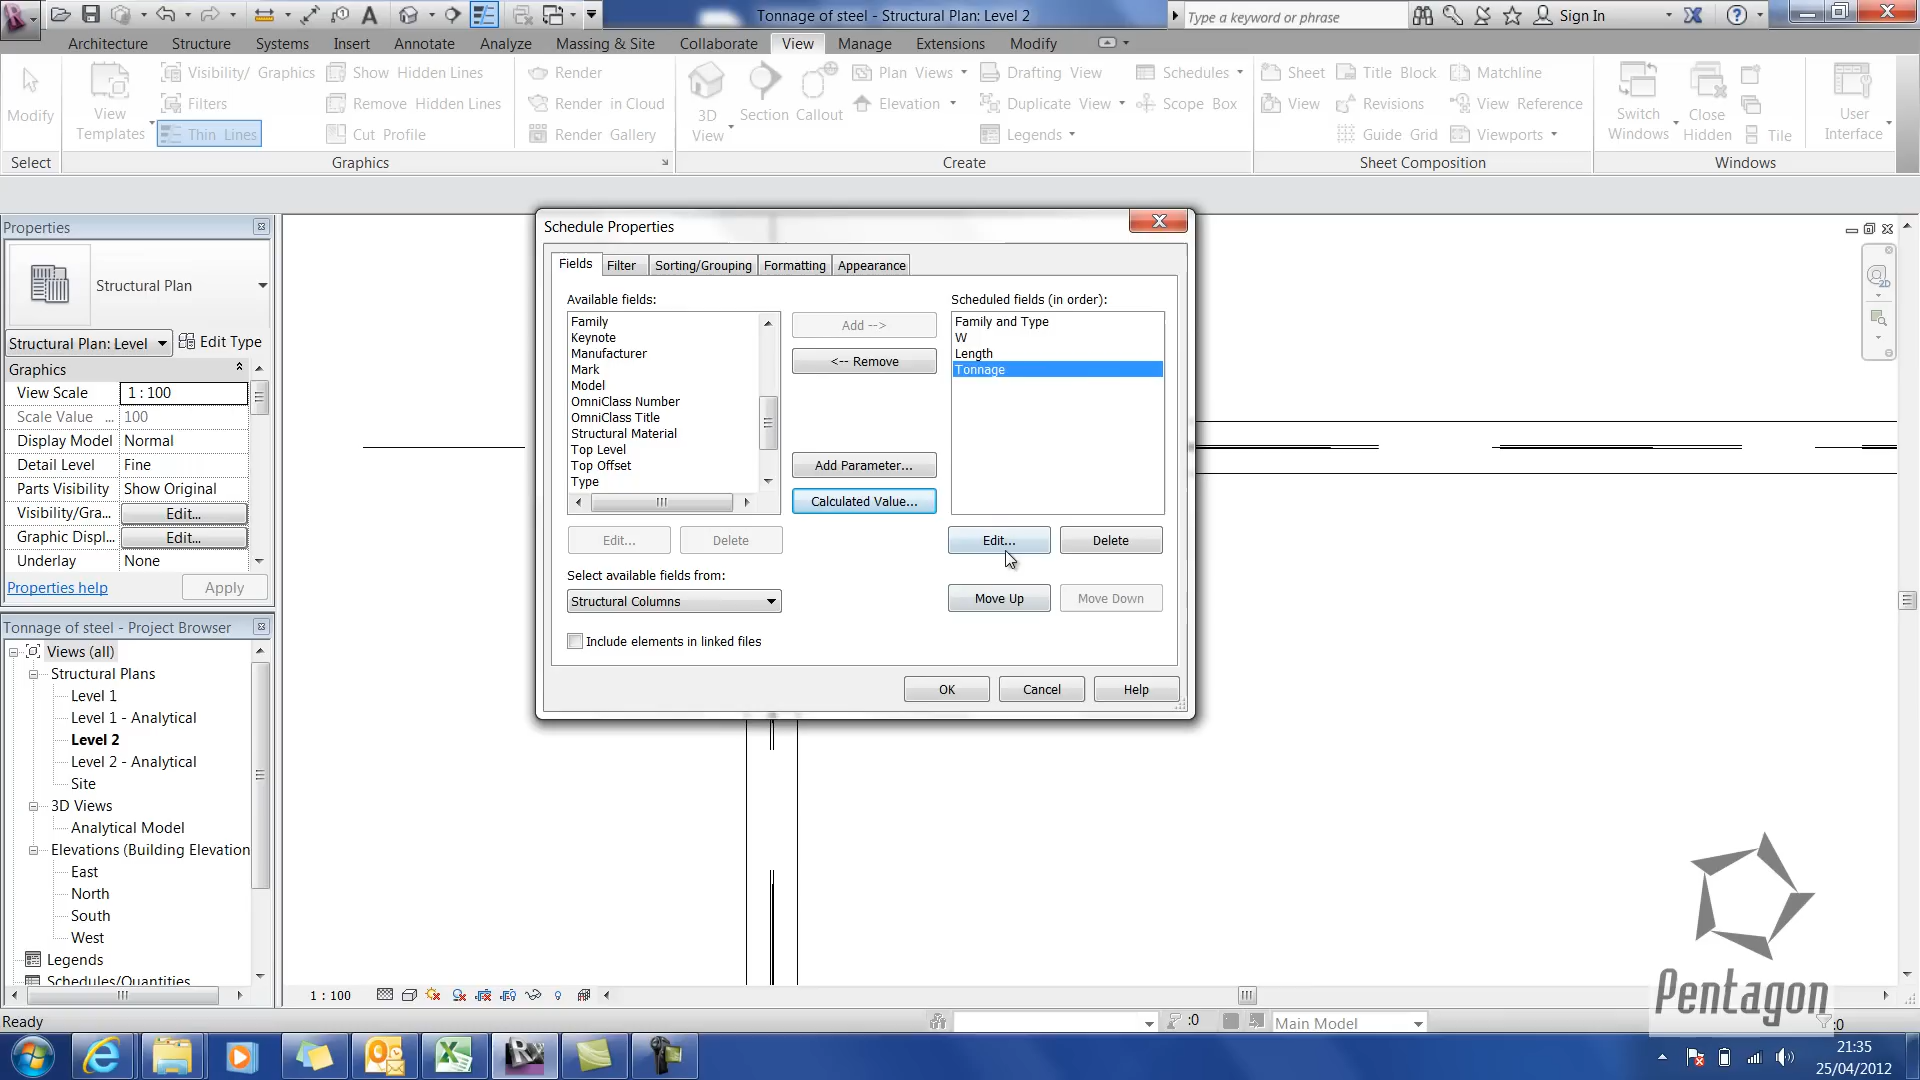 Tonnage of steel - Structural Plan: Level 2
Type a keyword or phrase
Sign In
Architecture Structure Systems Insert Annotate Analyze Massing & Site Collaborate View Manage Extensions Modify
Modify
View Templates
Visibility/ Graphics
Filters
Thin Lines
Show Hidden Lines
Remove Hidden Lines
Cut Profile
Render
Render in Cloud
Render Gallery
3D View
Section
Callout
Plan Views
Elevation
Drafting View
Duplicate View
Legends
Schedules
Scope Box
Sheet
View
Title Block
Revisions
Guide Grid
Matchline
View Reference
Viewports
Switch Windows
Close Hidden
Tile
User Interface
Select Graphics Create Sheet Composition Windows
Properties
Structural Plan
Structural Plan: Level
Edit Type
Graphics
View Scale 1 : 100
Scale Value ... 100
Display Model Normal
Detail Level Fine
Parts Visibility Show Original
Visibility/Gra... Edit...
Graphic Displ... Edit...
Underlay None
Properties help Apply
Tonnage of steel - Project Browser
Views (all)
Structural Plans
Level 1
Level 1 - Analytical
Level 2
Level 2 - Analytical
Site
3D Views
Analytical Model
Elevations (Building Elevation
East
North
South
West
Legends
Schedules/Quantities
Schedule Properties
Fields Filter Sorting/Grouping Formatting Appearance
Available fields:
Family
Keynote
Manufacturer
Mark
Model
OmniClass Number
OmniClass Title
Structural Material
Top Level
Top Offset
Type
Add -->
<-- Remove
Add Parameter...
Calculated Value...
Scheduled fields (in order):
Family and Type
W
Length
Tonnage
Edit... Delete
Edit... Delete
Select available fields from:
Structural Columns
Move Up Move Down
Include elements in linked files
OK Cancel Help
1 : 100
Pentagon
Ready
:0
Main Model
:0
21:35
25/04/2012